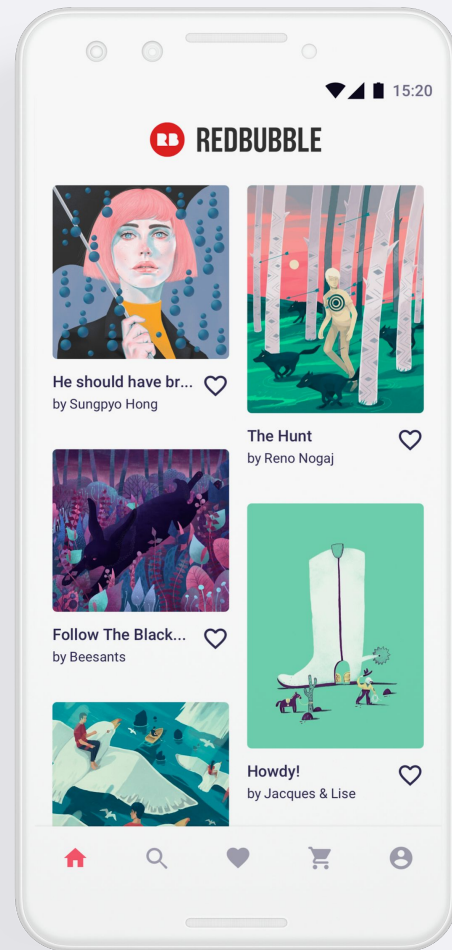 15:20
RB REDBUBBLE
He should have br...
by Sungpyo Hong
The Hunt
by Reno Nogaj
Follow The Black...
by Beesants
Howdy!
by Jacques & Lise